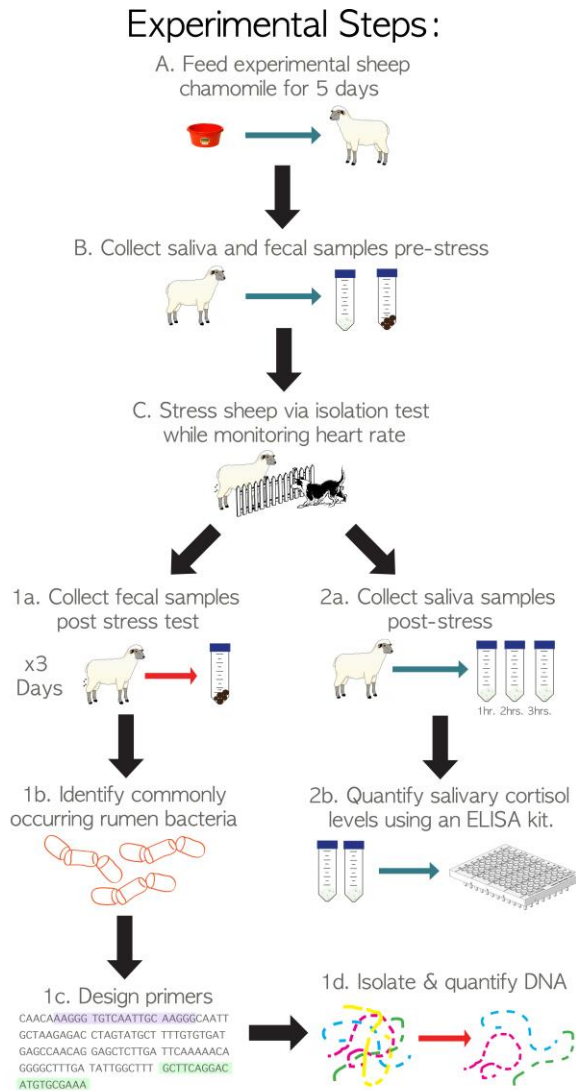 Experimental Steps:
A. Feed experimental sheep
chamomile for 5 days
B. Collect saliva and fecal samples pre-stress
C. Stress sheep via isolation test
while monitoring heart rate
1a. Collect fecal samples
post stress test
x3
Days
2a. Collect saliva samples
post-stress
1hr. 2hrs. 3hrs.
1b. Identify commonly
occurring rumen bacteria
2b. Quantify salivary cortisol
levels using an ELISA kit.
1c. Design primers
CAACAAAGGG TGTCAATTGC AAGGGCAATT
GCTAAGAGAC CTAGTATGCT TTTGTGTGAT
GAGCCAACGG GAGCTCTTGA TTCAAAAACA
GGGGCTTTGA TATTGGCTTT GCTTCAGGAC
ATGTGCGAAA
1d. Isolate & quantify DNA